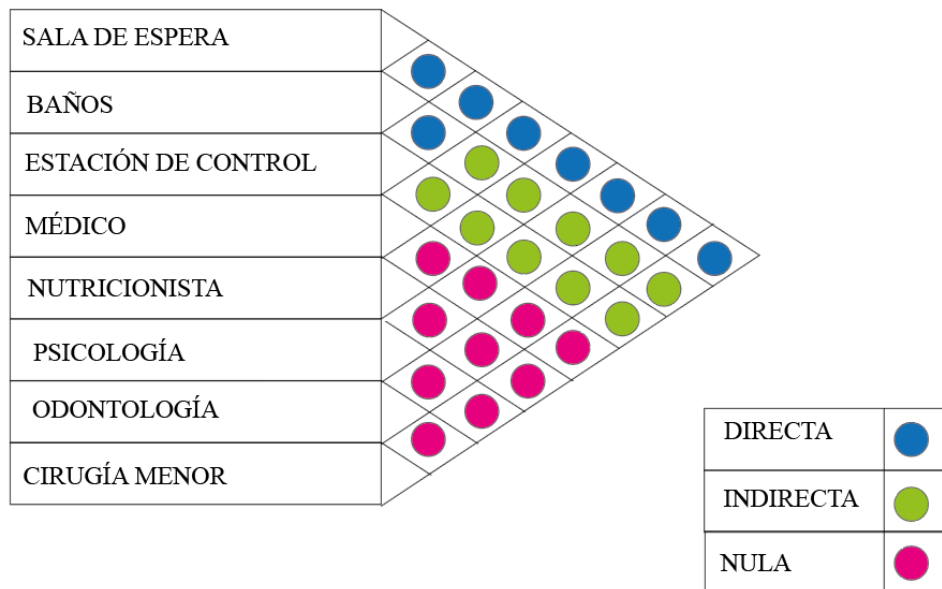 SALA DE ESPERA
BAÑOS
ESTACIÓN DE CONTROL
MÉDICO
NUTRICIONISTA
PSICOLOGÍA
ODONTOLOGÍA
CIRUGÍA MENOR
DIRECTA
INDIRECTA
NULA